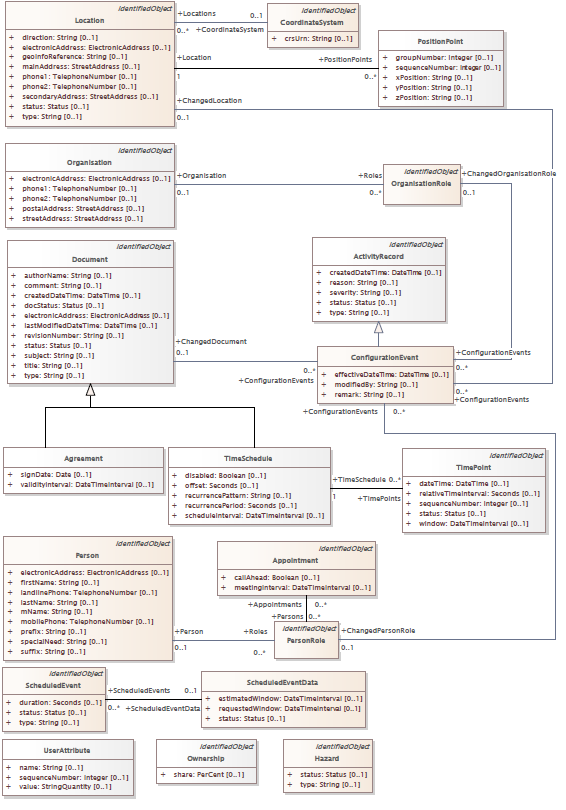 IdentifiedObject
Location
+ direction: String [0..1]
+ electronicAddress: ElectronicAddress [0..1]
+ geoInfoReference: String [0..1]
+ mainAddress: StreetAddress [0..1]
+ phone1: TelephoneNumber [0..1]
+ phone2: TelephoneNumber [0..1]
+ secondaryAddress: StreetAddress [0..1]
+ status: Status [0..1]
+ type: String [0..1]
+Locations 0..1
0..* +CoordinateSystem
IdentifiedObject
CoordinateSystem
+ crsUrn: String [0..1]
+Location +PositionPoints
1 0..*
PositionPoint
+ groupNumber: Integer [0..1]
+ sequenceNumber: Integer [0..1]
+ xPosition: String [0..1]
+ yPosition: String [0..1]
+ zPosition: String [0..1]
+ChangedLocation
0..1
IdentifiedObject
Organisation
+ electronicAddress: ElectronicAddress [0..1]
+ phone1: TelephoneNumber [0..1]
+ phone2: TelephoneNumber [0..1]
+ postalAddress: StreetAddress [0..1]
+ streetAddress: StreetAddress [0..1]
+Organisation +Roles
0..1 0..*
IdentifiedObject
OrganisationRole
+ChangedOrganisationRole
0..1
IdentifiedObject
Document
+ authorName: String [0..1]
+ comment: String [0..1]
+ createdDateTime: DateTime [0..1]
+ docStatus: Status [0..1]
+ electronicAddress: ElectronicAddress [0..1]
+ lastModifiedDateTime: DateTime [0..1]
+ revisionNumber: String [0..1]
+ status: Status [0..1]
+ subject: String [0..1]
+ title: String [0..1]
+ type: String [0..1]
IdentifiedObject
ActivityRecord
+ createdDateTime: DateTime [0..1]
+ reason: String [0..1]
+ severity: String [0..1]
+ status: Status [0..1]
+ type: String [0..1]
+ChangedDocument
0..1
0..*
+ConfigurationEvents
ConfigurationEvent
+ effectiveDateTime: DateTime [0..1]
+ modifiedBy: String [0..1]
+ remark: String [0..1]
+ConfigurationEvents
0..*
0..*
+ConfigurationEvents
+ConfigurationEvents 0..*
Agreement
+ signDate: Date [0..1]
+ validityInterval: DateTimeInterval [0..1]
TimeSchedule
+ disabled: Boolean [0..1]
+ offset: Seconds [0..1]
+ recurrencePattern: String [0..1]
+ recurrencePeriod: Seconds [0..1]
+ scheduleInterval: DateTimeInterval [0..1]
+TimeSchedule 0..*
1 +TimePoints
IdentifiedObject
TimePoint
+ dateTime: DateTime [0..1]
+ relativeTimeInterval: Seconds [0..1]
+ sequenceNumber: Integer [0..1]
+ status: Status [0..1]
+ window: DateTimeInterval [0..1]
IdentifiedObject
Person
+ electronicAddress: ElectronicAddress [0..1]
+ firstName: String [0..1]
+ landlinePhone: TelephoneNumber [0..1]
+ lastName: String [0..1]
+ mName: String [0..1]
+ mobilePhone: TelephoneNumber [0..1]
+ prefix: String [0..1]
+ specialNeed: String [0..1]
+ suffix: String [0..1]
IdentifiedObject
Appointment
+ callAhead: Boolean [0..1]
+ meetingInterval: DateTimeInterval [0..1]
+Appointments 0..*
+Persons 0..*
+Person +Roles
0..1 0..*
IdentifiedObject
PersonRole
+ChangedPersonRole
0..1
IdentifiedObject
ScheduledEvent
+ duration: Seconds [0..1]
+ status: Status [0..1]
+ type: String [0..1]
+ScheduledEvents 0..1
0..* +ScheduledEventData
ScheduledEventData
+ estimatedWindow: DateTimeInterval [0..1]
+ requestedWindow: DateTimeInterval [0..1]
+ status: Status [0..1]
UserAttribute
+ name: String [0..1]
+ sequenceNumber: Integer [0..1]
+ value: StringQuantity [0..1]
IdentifiedObject
Ownership
+ share: PerCent [0..1]
IdentifiedObject
Hazard
+ status: Status [0..1]
+ type: String [0..1]